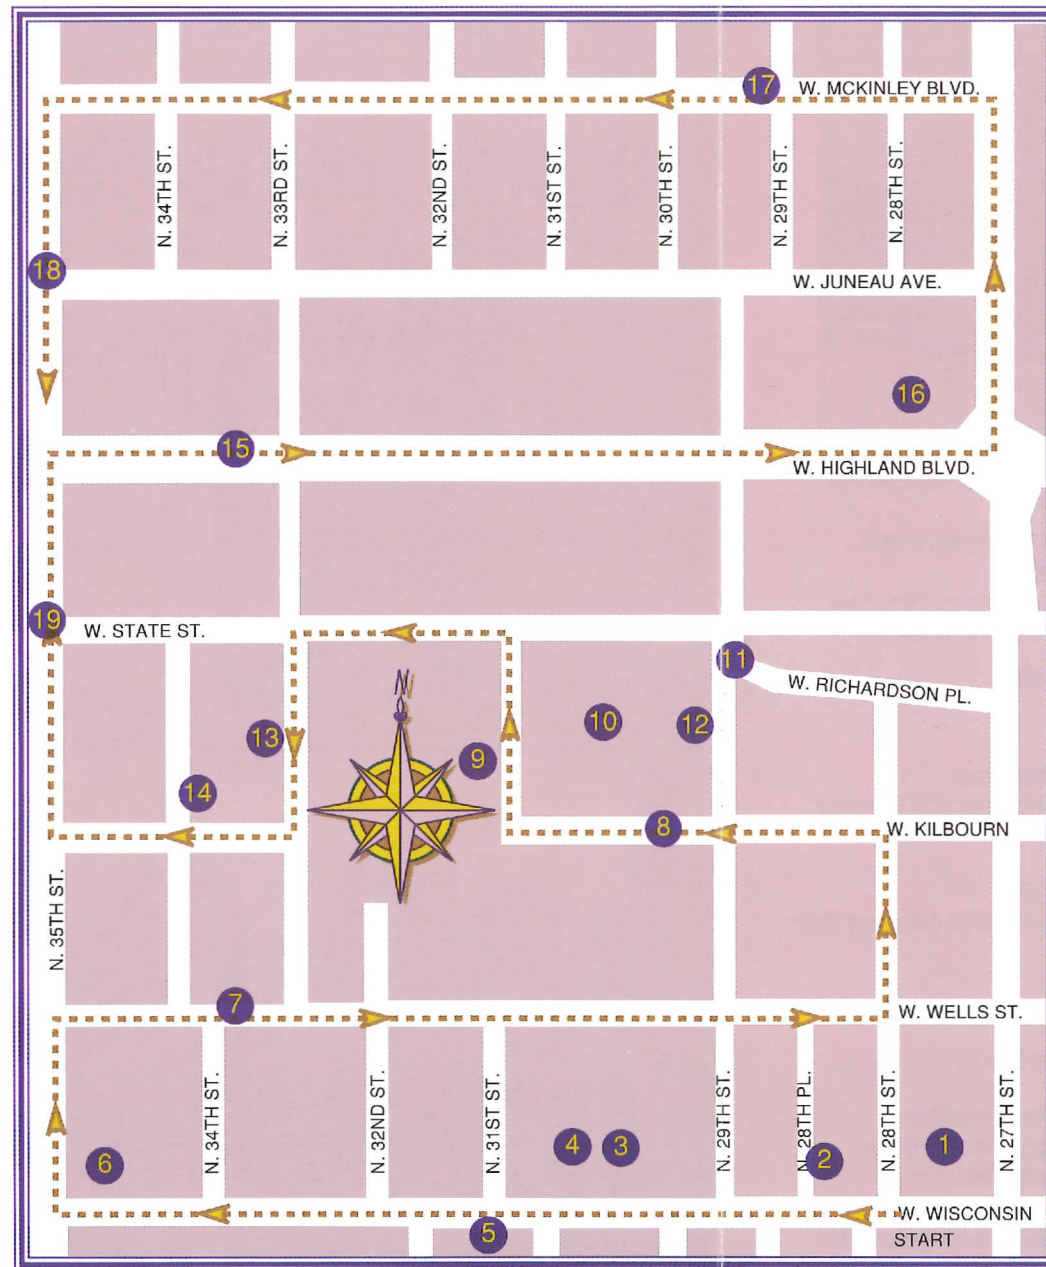 17
W. MCKINLEY BLVD.
N. 34TH ST.
N. 33RD ST.
N. 32ND ST.
N. 31ST ST.
N. 30TH ST.
N. 29TH ST.
N. 28TH ST.
18
W. JUNEAU AVE.
16
15
W. HIGHLAND BLVD.
19
W. STATE ST.
11
N
W. RICHARDSON PL.
10
12
13
9
14
8
W. KILBOURN
N. 35TH ST.
7
W. WELLS ST.
N. 34TH ST.
N. 32ND ST.
N. 31ST ST.
N. 29TH ST.
N. 28TH PL.
N. 28TH ST.
N. 27TH ST.
6
4
3
2
1
5
W. WISCONSIN
START